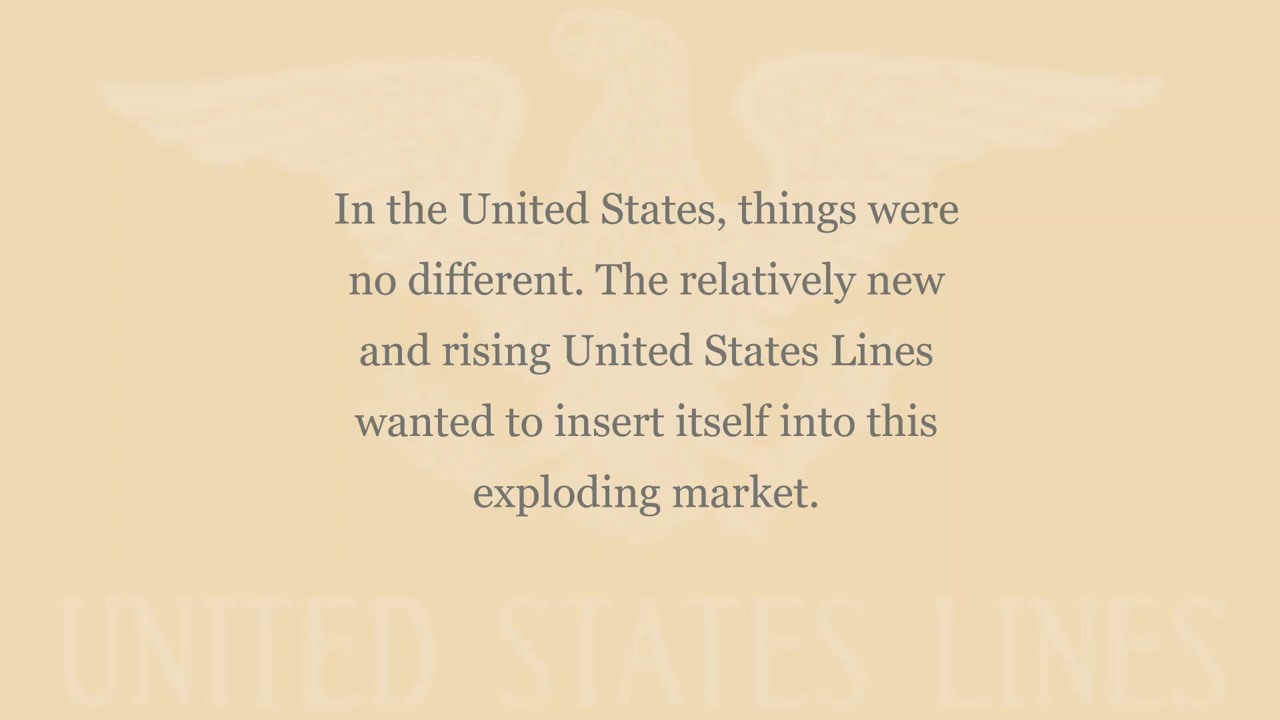 In the United States, things were
no different. The relatively new
and rising United States Lines
wanted to insert itself into this
exploding market.
UNITED STATES LINES